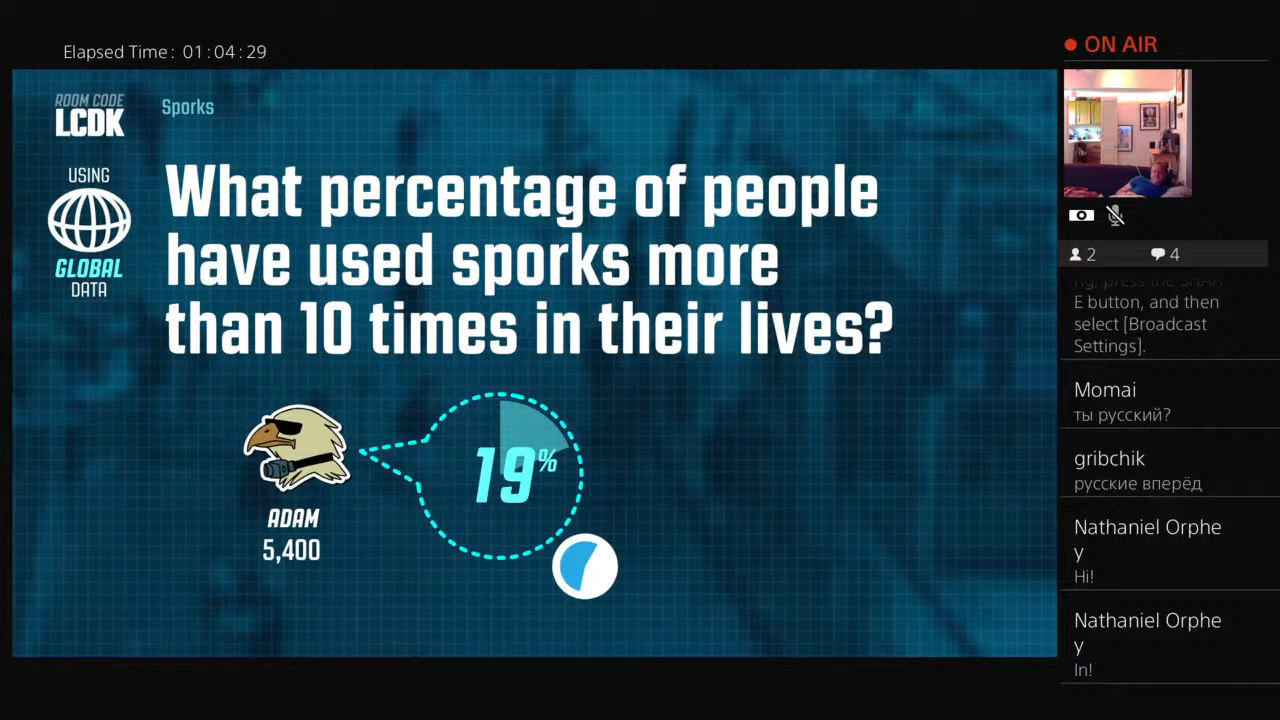 Elapsed Time: 01:04:29
ON AIR
ROOM CODE
LCDK
Sporks
USING
GLOBAL
DATA
What percentage of people
have used sporks more
than 10 times in their lives?
19%
ADAM
5,400
2
4
E button, and then
select [Broadcast
Settings].
Momai
ты русский?
gribchik
русские вперёд
Nathaniel Orphe
y
Hi!
Nathaniel Orphe
y
In!